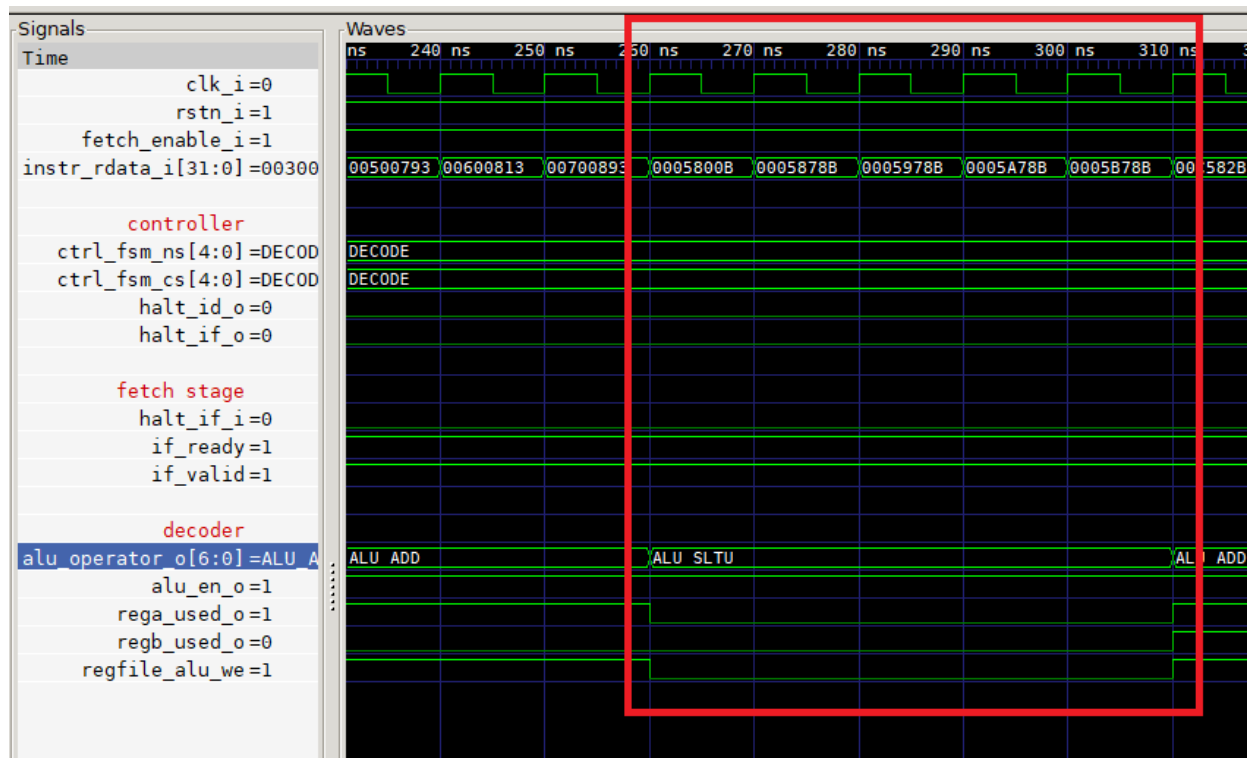 Signals
Waves
Time
ns 240 ns 250 ns 260 ns 270 ns 280 ns 290 ns 300 ns 310 ns 3
clk_i=0
rstn_i=1
fetch_enable_i=1
instr_rdata_i[31:0]=00300 00500793 00600813 00700893 0005800B 0005878B 0005978B 0005A78B 0005B78B
controller
ctrl_fsm_ns[4:0]=DECOD DECODE
ctrl_fsm_cs[4:0]=DECOD DECODE
halt_id_o=0
halt_if_o=0
fetch stage
halt_if_i=0
if_ready=1
if_valid=1
decoder
alu_operator_o[6:0]=ALU_A ALU ADD ALU SLTU ALU ADD
alu_en_o=1
rega_used_o=1
regb_used_o=0
regfile_alu_we=1